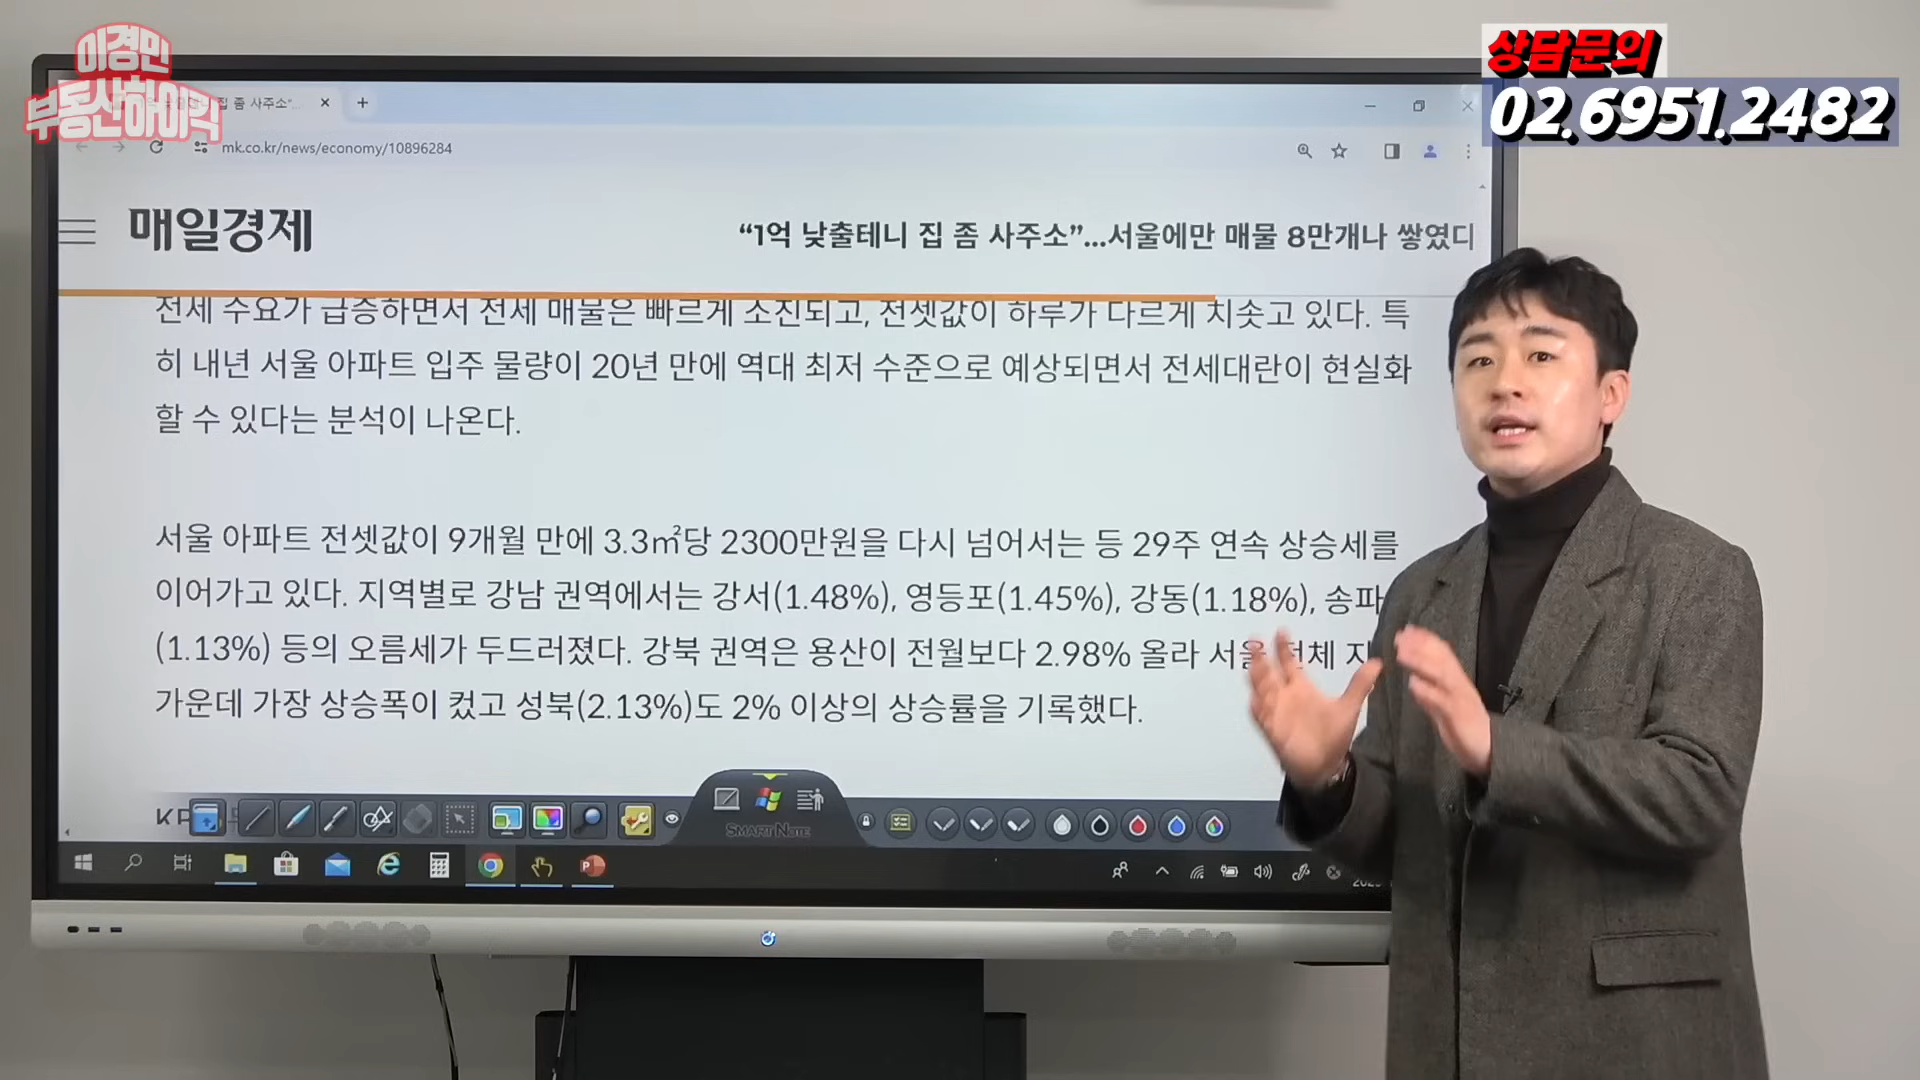 이경민
부동산하이킥
상담문의
02.6951.2482
집 좀 사주소"...
mk.co.kr/news/economy/10896284
매일경제
“1억 낮출테니 집 좀 사주소”...서울에만 매물 8만개나 쌓였디
전세 수요가 급증하면서 전세 매물은 빠르게 소진되고, 전셋값이 하루가 다르게 치솟고 있다. 특
히 내년 서울 아파트 입주 물량이 20년 만에 역대 최저 수준으로 예상되면서 전세대란이 현실화
할 수 있다는 분석이 나온다.
서울 아파트 전셋값이 9개월 만에 3.3㎡당 2300만원을 다시 넘어서는 등 29주 연속 상승세를
이어가고 있다. 지역별로 강남 권역에서는 강서(1.48%), 영등포(1.45%), 강동(1.18%), 송파
(1.13%) 등의 오름세가 두드러졌다. 강북 권역은 용산이 전월보다 2.98% 올라 서울 전체 지
가운데 가장 상승폭이 컸고 성북(2.13%)도 2% 이상의 상승률을 기록했다.
SMART NOTE